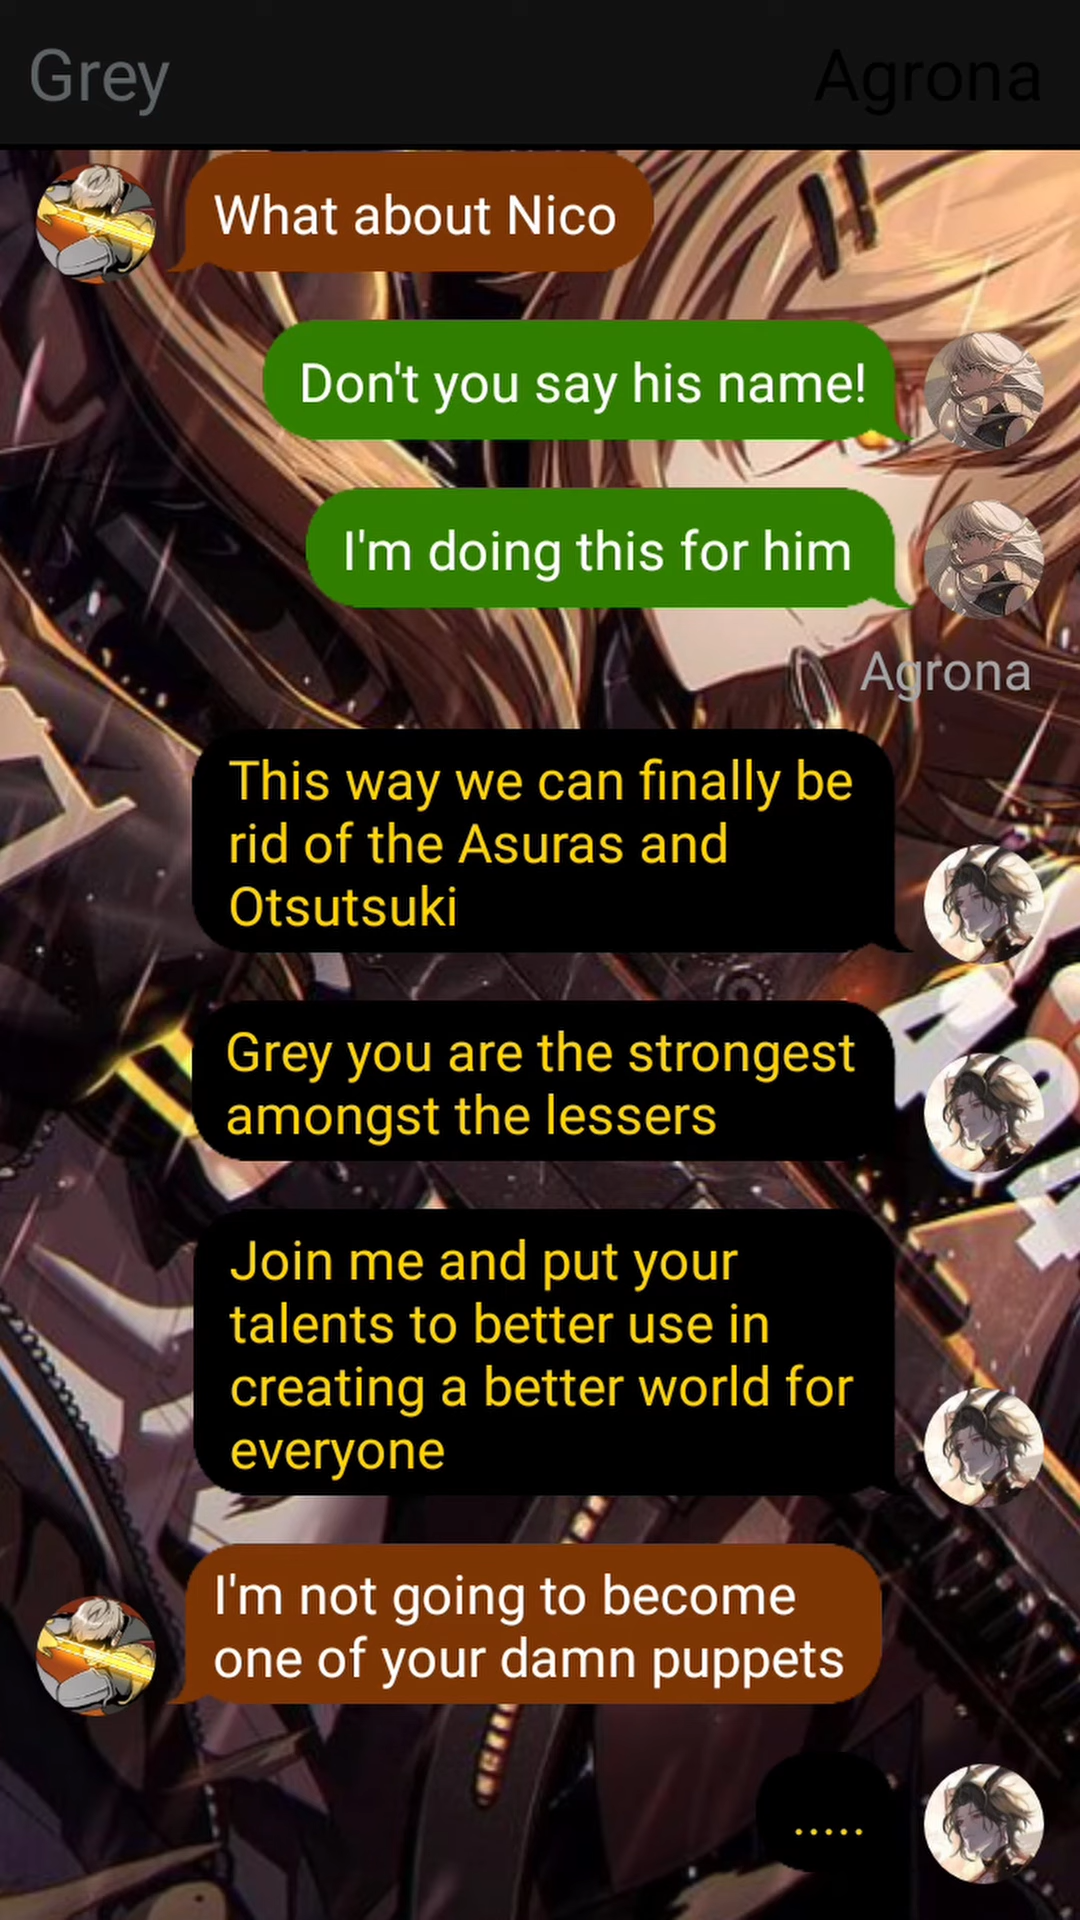 Grey
Agrona
What about Nico
Don't you say his name!
I'm doing this for him
Agrona
This way we can finally be
rid of the Asuras and
Otsutsuki
Grey you are the strongest
amongst the lessers
Join me and put your
talents to better use in
creating a better world for
everyone
I'm not going to become
one of your damn puppets
.....